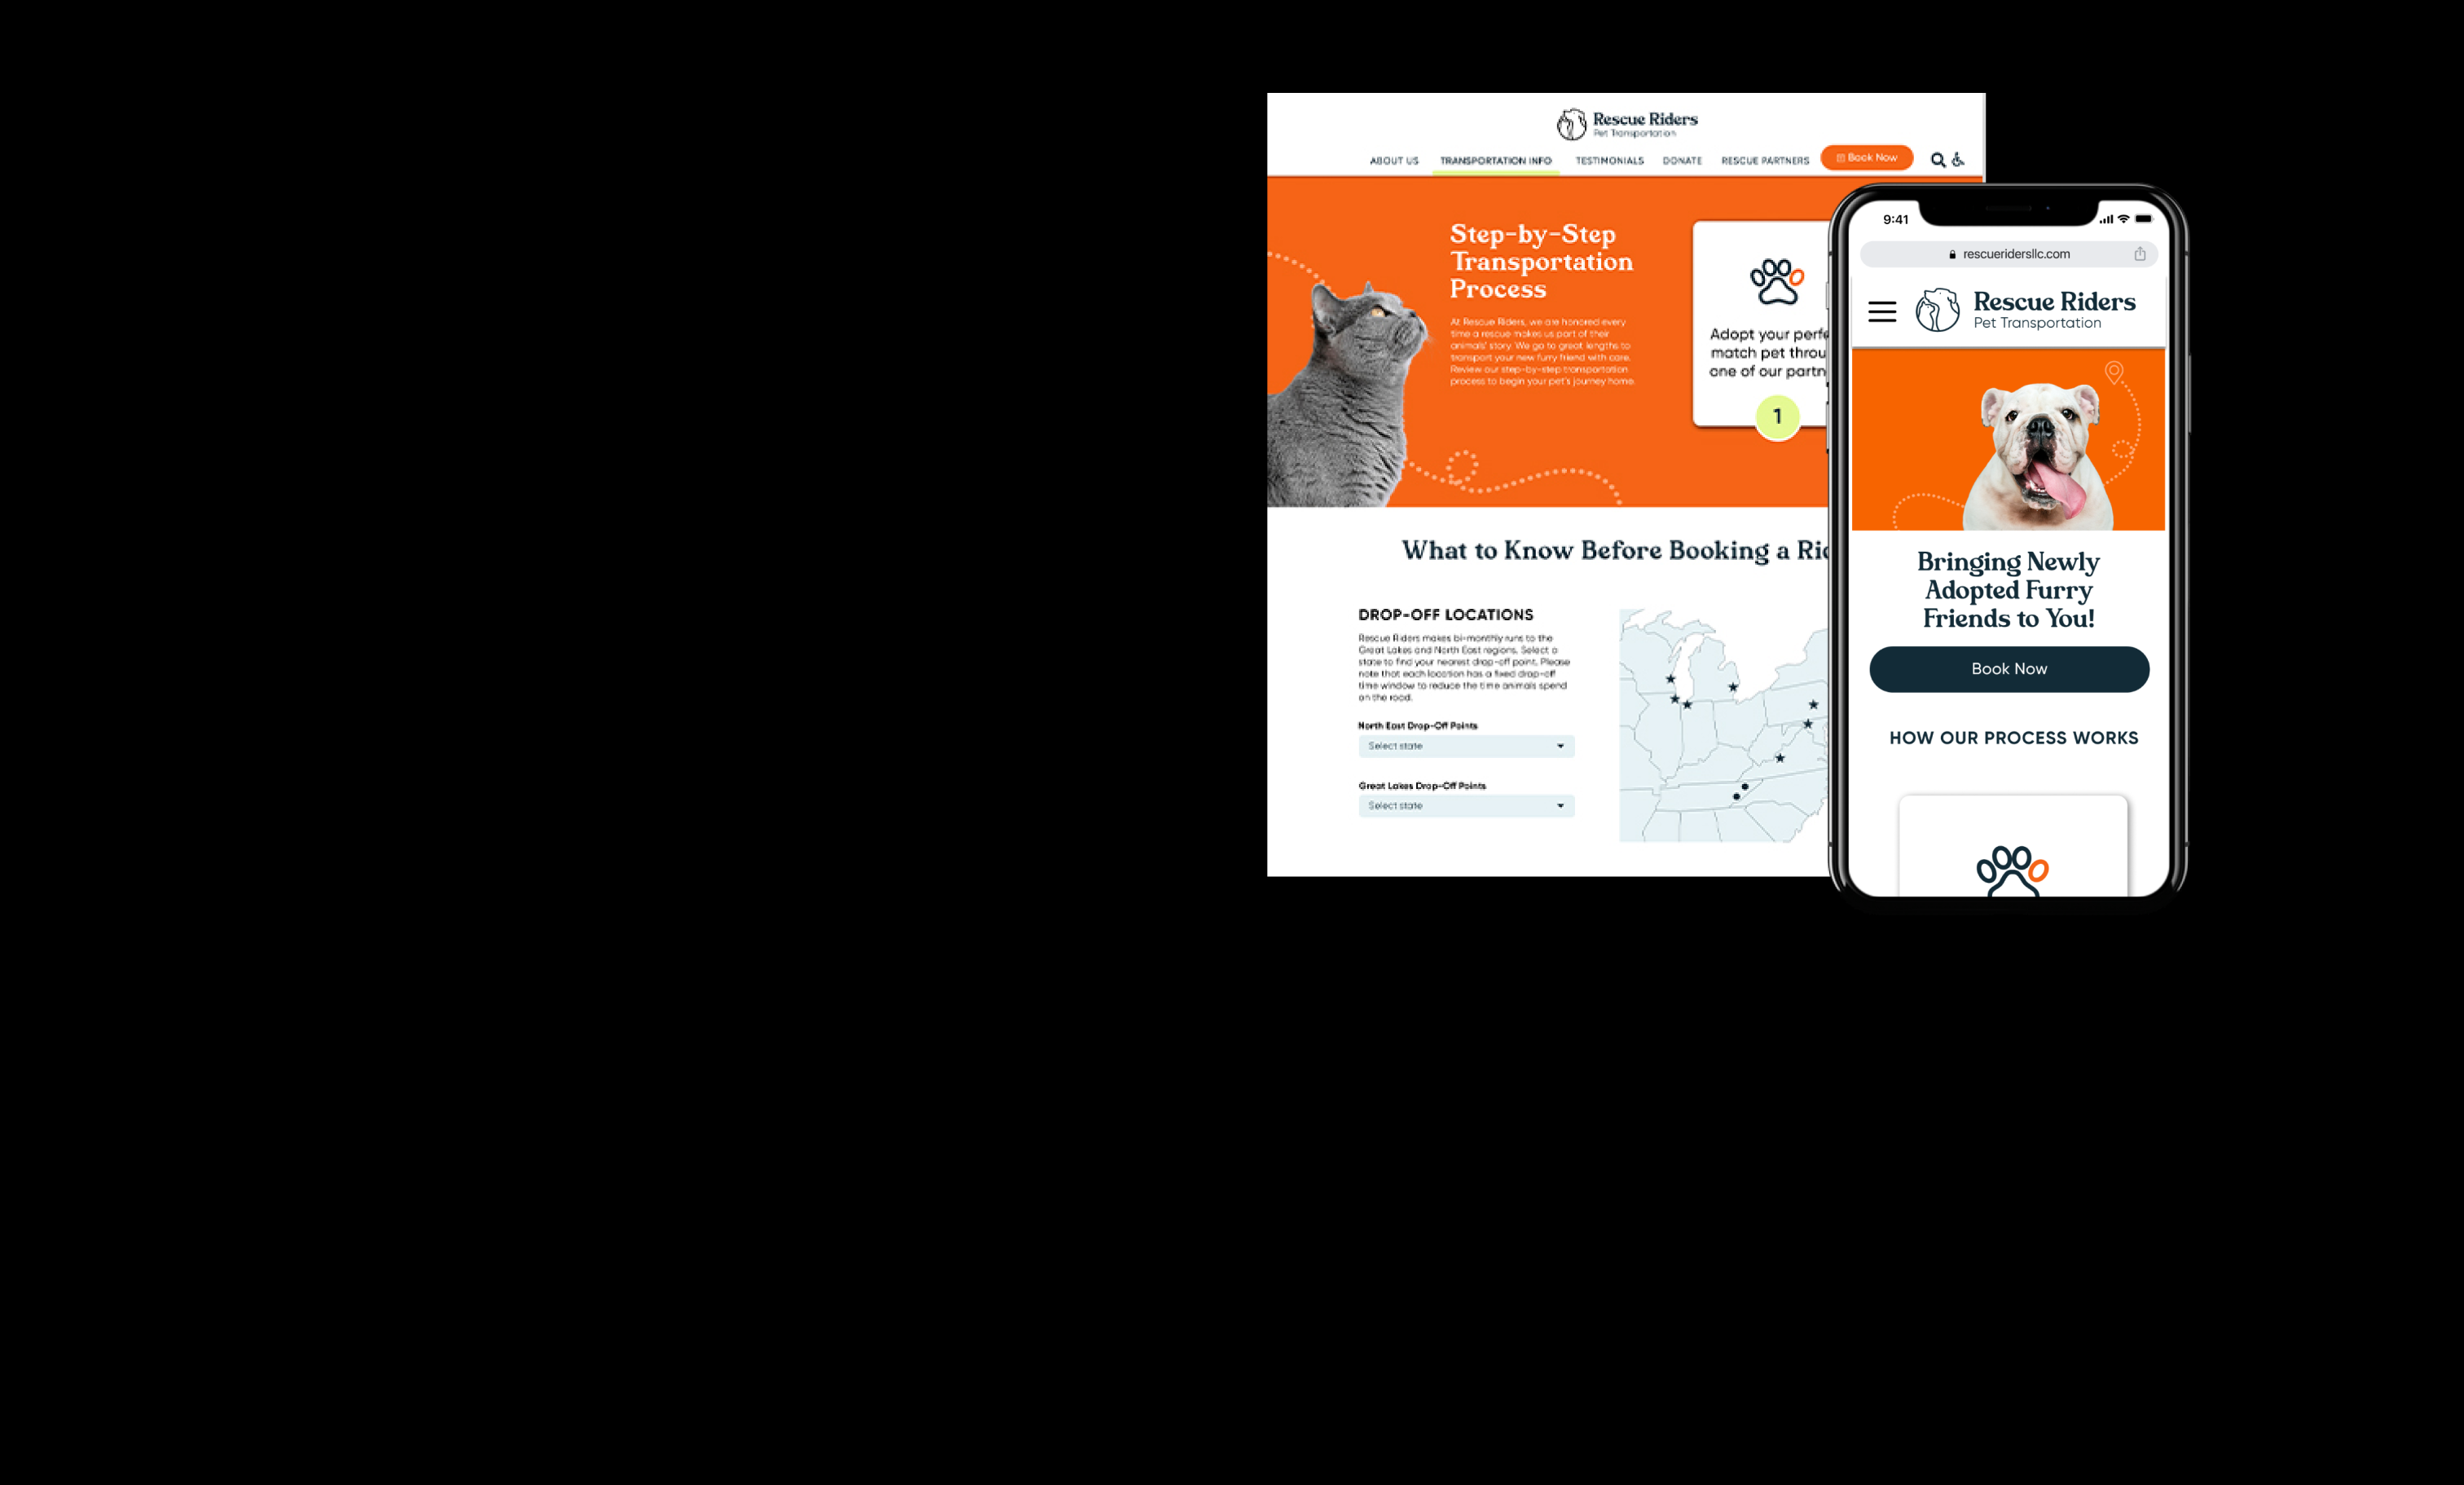 Rescue Riders
Pet Transportation
ABOUT US
TRANSPORTATION INFO
TESTIMONIALS
DONATE
RESCUE PARTNERS
Book Now
Step-by-Step
Transportation
Process
At Rescue Riders, we are honored every
time a rescue makes us part of their
animals' story. We go to great lengths to
transport your new furry friend with care.
Review our step-by-step transportation
process to begin your pet's journey home.
Adopt your perfe
match pet throu
one of our partn
1
What to Know Before Booking a Rid
DROP-OFF LOCATIONS
Rescue Riders makes bi-monthly runs to the
Great Lakes and North East regions. Select a
state to find your nearest drop-off point. Please
note that each location has a fixed drop-off
time window to reduce the time animals spend
on the road.
North East Drop-Off Points
Select state
Great Lakes Drop-Off Points
Select state
9:41
rescueridersllc.com
Rescue Riders
Pet Transportation
Bringing Newly
Adopted Furry
Friends to You!
Book Now
HOW OUR PROCESS WORKS